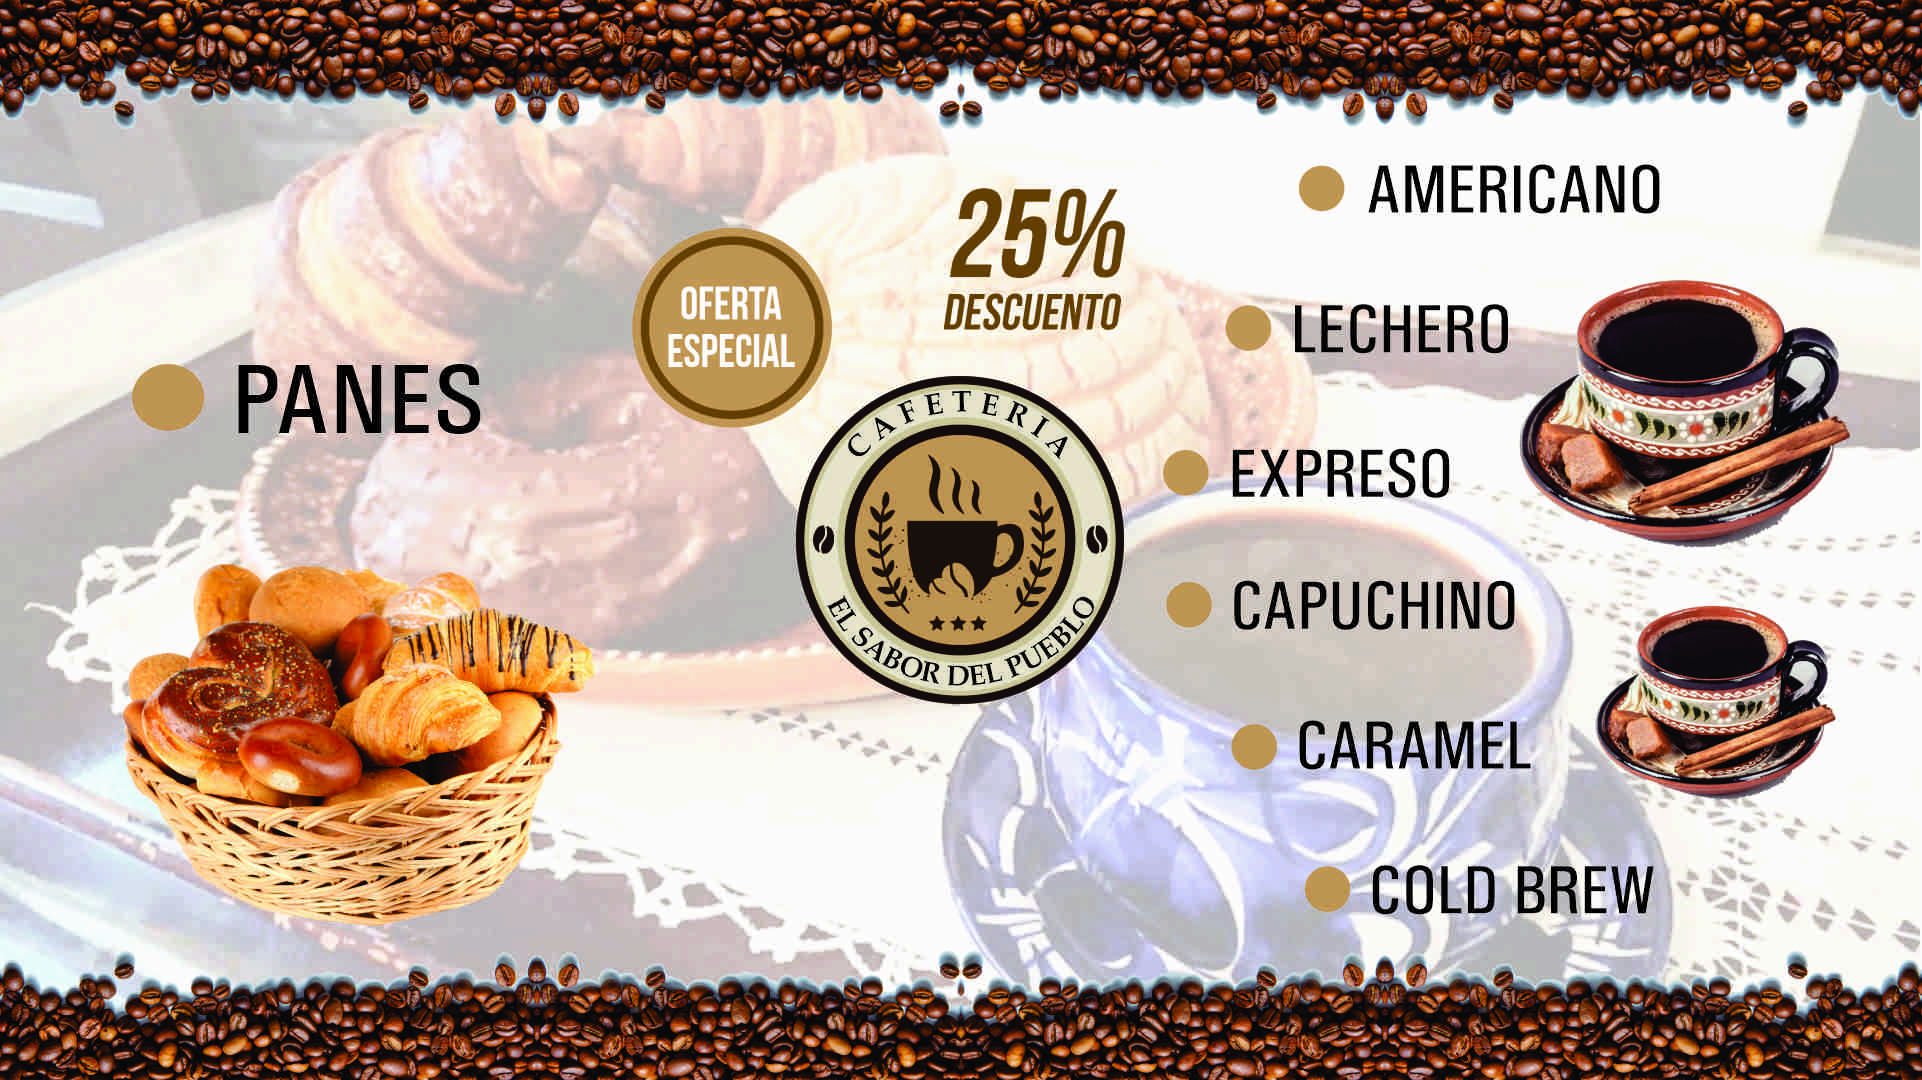 PANES
OFERTA
ESPECIAL
25%
DESCUENTO
CAFETERIA
EL SABOR DEL PUEBLO
AMERICANO
LECHERO
EXPRESO
CAPUCHINO
CARAMEL
COLD BREW